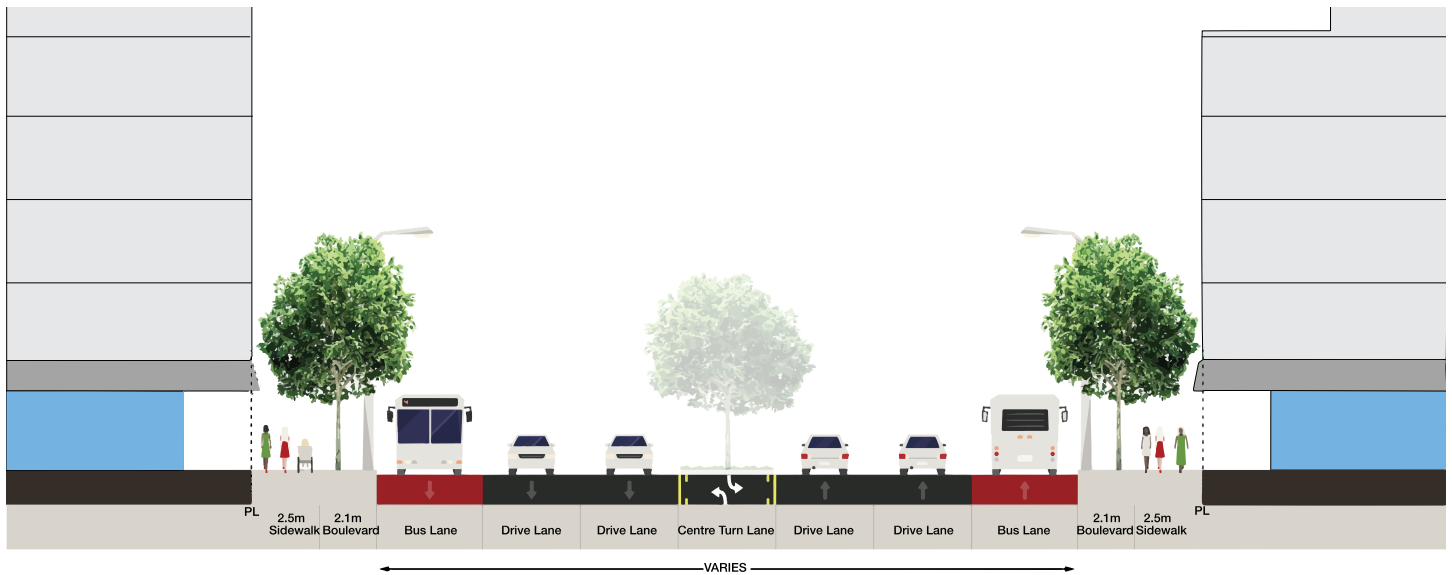 PL
2.5m
Sidewalk
2.1m
Boulevard
Bus Lane
Drive Lane
Drive Lane
Centre Turn Lane
Drive Lane
Drive Lane
Bus Lane
2.1m
Boulevard
2.5m
Sidewalk
PL
VARIES